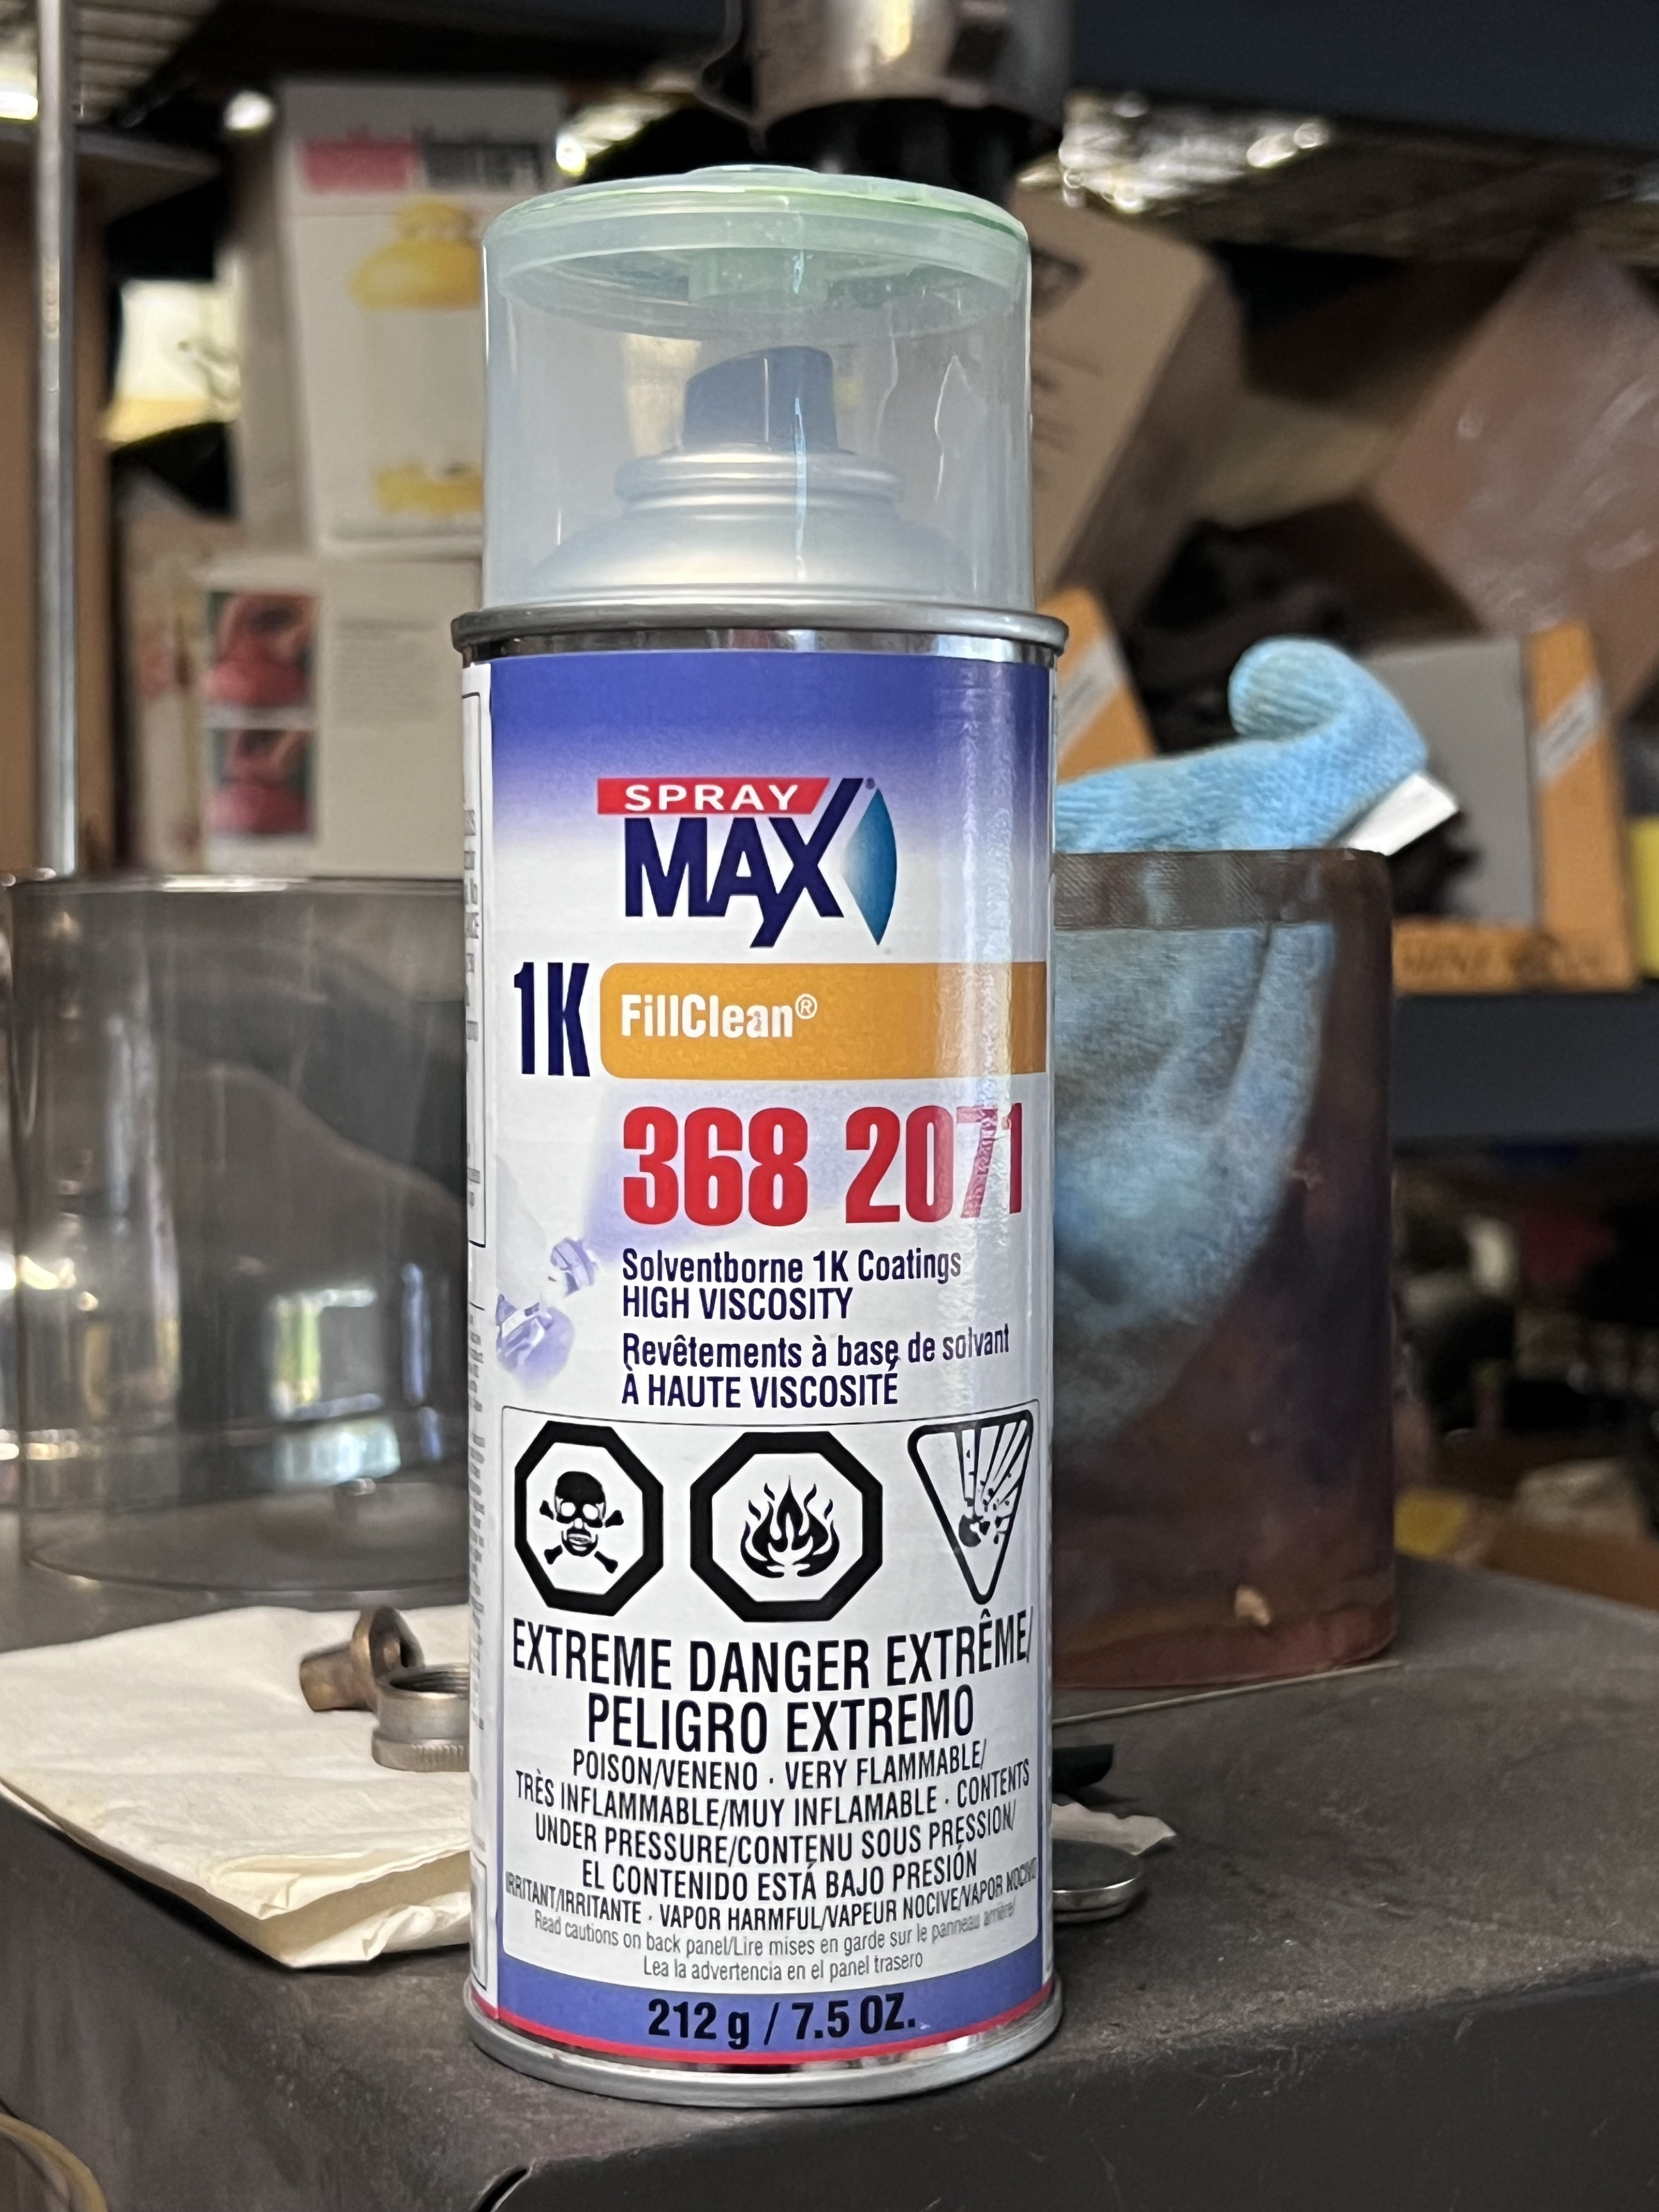 SPRAY
MAX®
1K FillClean®
368 2071
Solventborne 1K Coatings
HIGH VISCOSITY
Revêtements à base de solvant
À HAUTE VISCOSITÉ
EXTREME DANGER EXTRÊME/
PELIGRO EXTREMO
POISON/VENENO · VERY FLAMMABLE/
TRÈS INFLAMMABLE/MUY INFLAMABLE · CONTENTS
UNDER PRESSURE/CONTENU SOUS PRESSION/
EL CONTENIDO ESTÁ BAJO PRESIÓN
IRRITANT/IRRITANTE · VAPOR HARMFUL/VAPEUR NOCIVE/VAPOR NOCIVO
Read cautions on back panel/Lire mises en garde sur le panneau arrière/
Lea la advertencia en el panel trasero
212 g / 7.5 OZ.